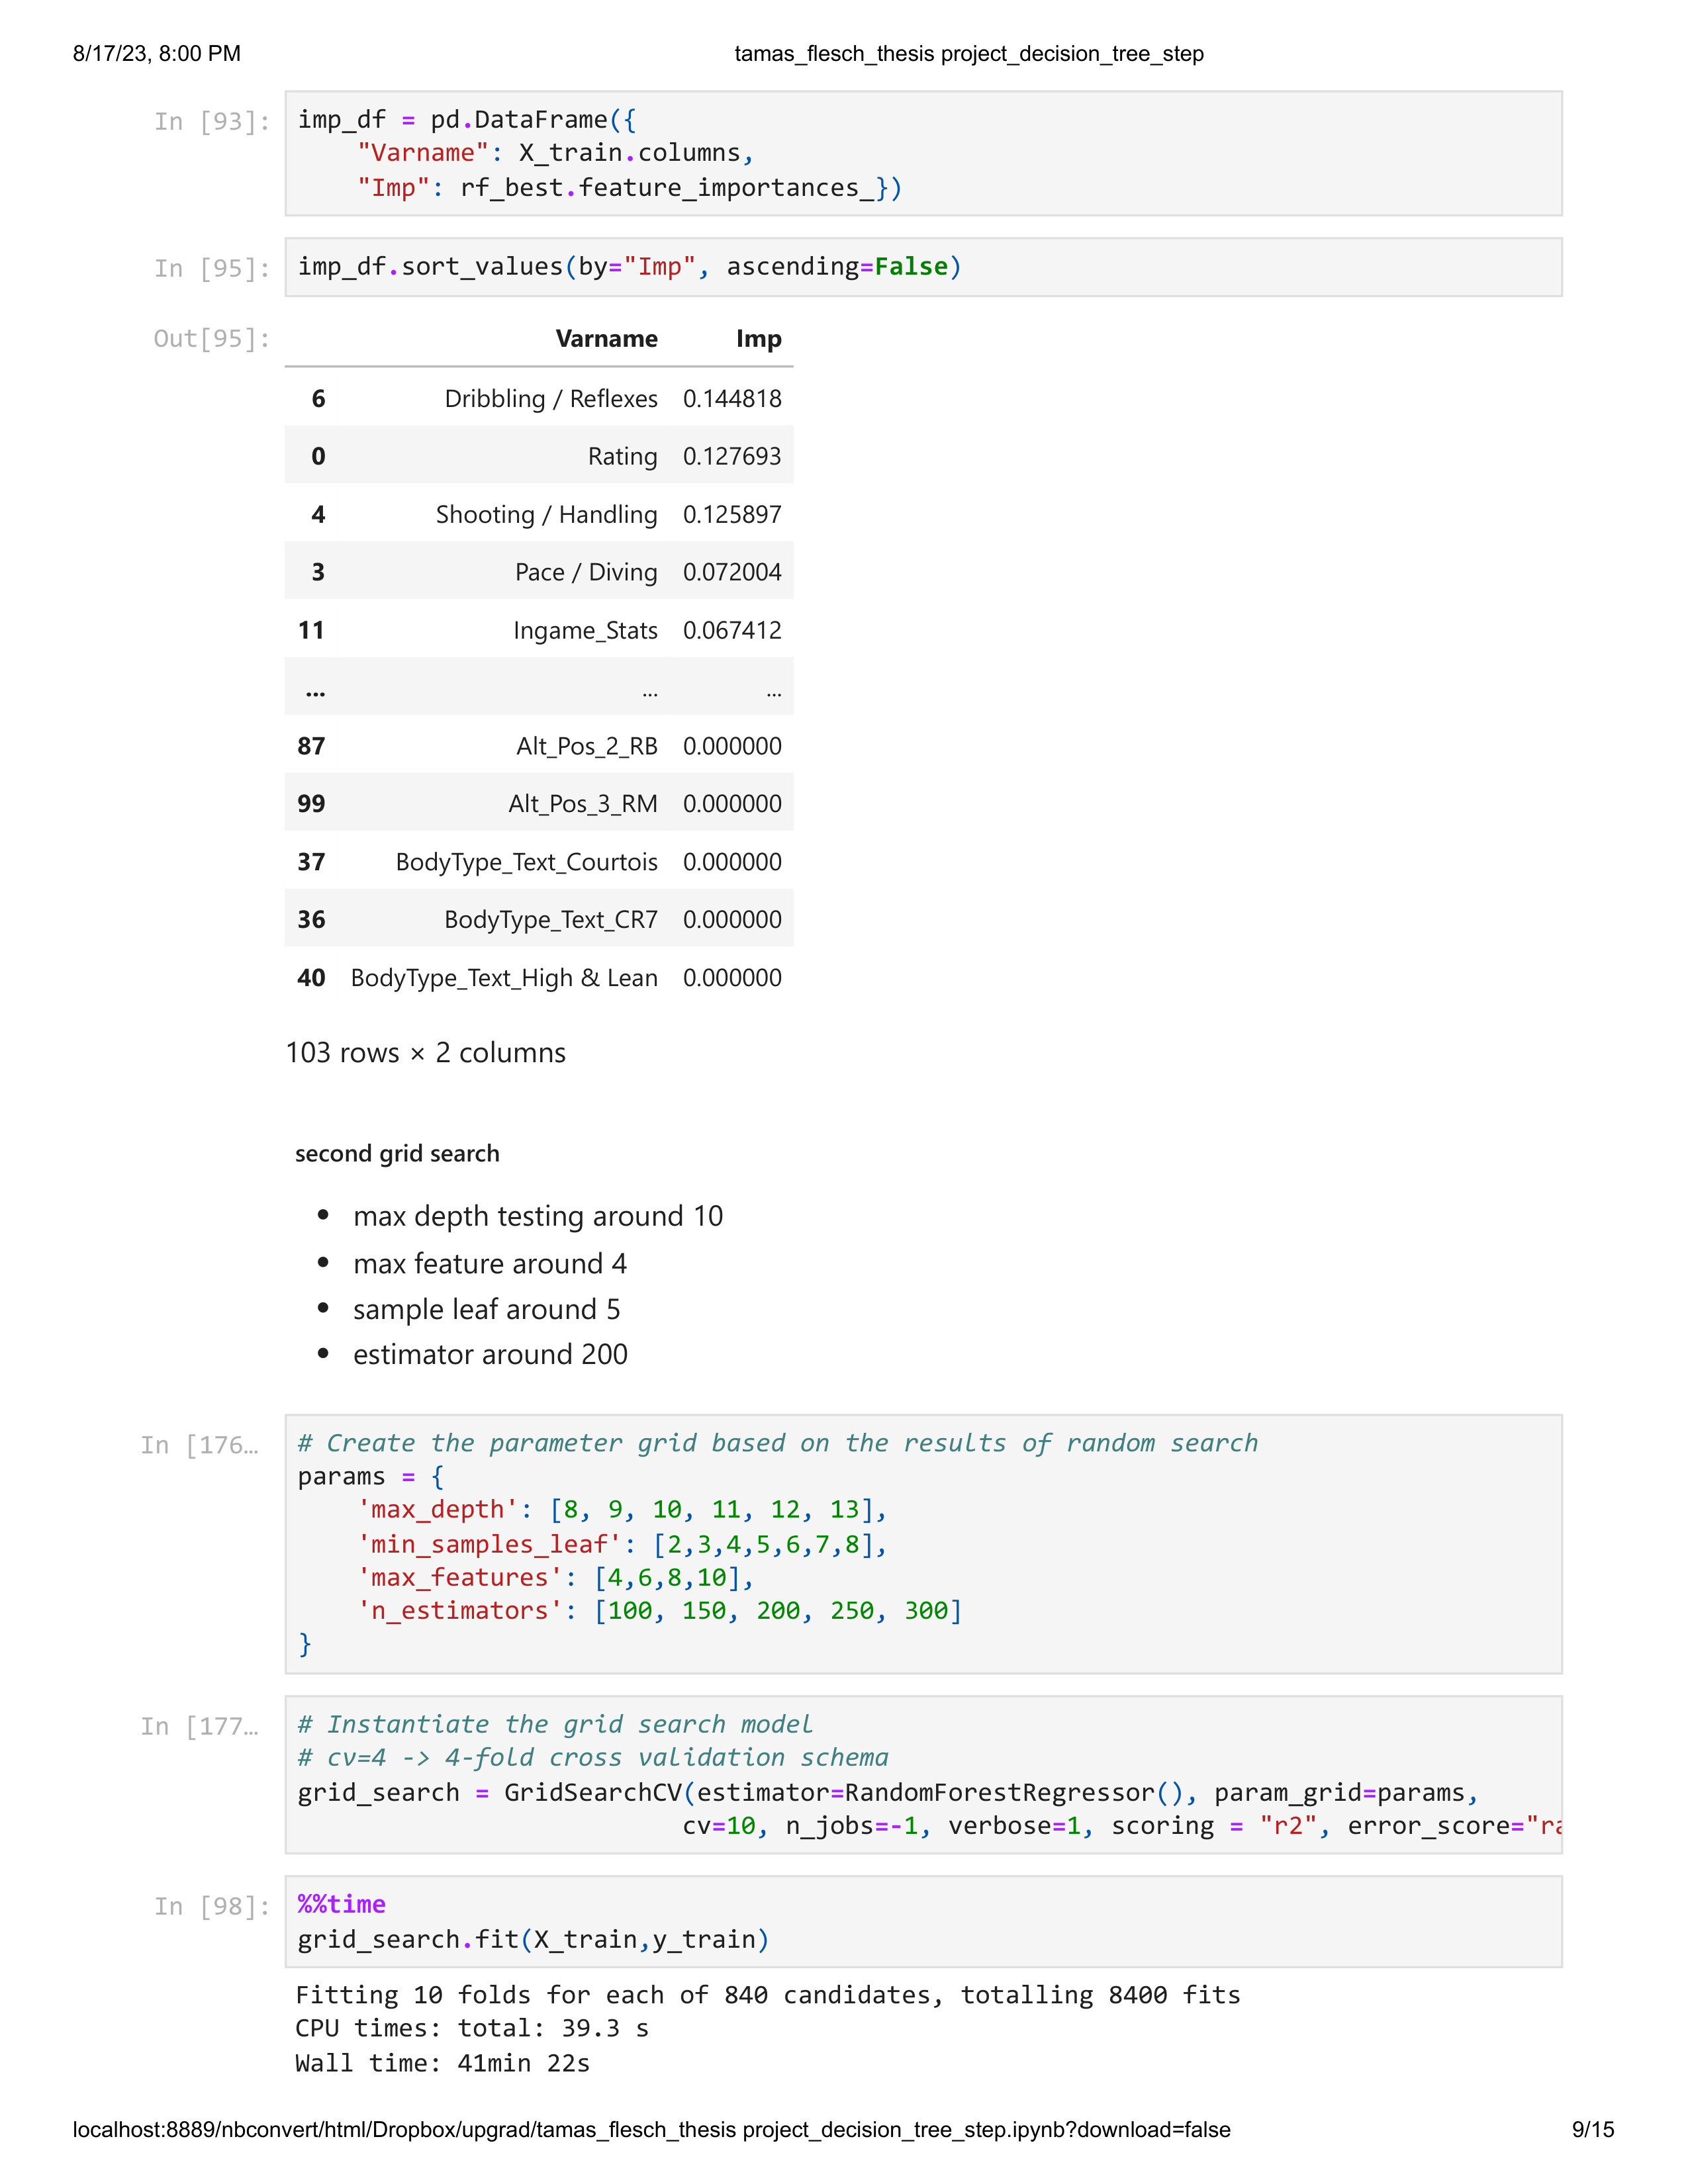 8/17/23, 8:00 PM tamas_flesch_thesis project_decision_tree_step
In [93]: imp_df = pd.DataFrame({
    "Varname": X_train.columns,
    "Imp": rf_best.feature_importances_})
In [95]: imp_df.sort_values(by="Imp", ascending=False)
Out[95]: Varname Imp
6 Dribbling / Reflexes 0.144818
0 Rating 0.127693
4 Shooting / Handling 0.125897
3 Pace / Diving 0.072004
11 Ingame_Stats 0.067412
... ... ...
87 Alt_Pos_2_RB 0.000000
99 Alt_Pos_3_RM 0.000000
37 BodyType_Text_Courtois 0.000000
36 BodyType_Text_CR7 0.000000
40 BodyType_Text_High & Lean 0.000000
103 rows × 2 columns
second grid search
• max depth testing around 10
• max feature around 4
• sample leaf around 5
• estimator around 200
In [176… # Create the parameter grid based on the results of random search
params = {
    'max_depth': [8, 9, 10, 11, 12, 13],
    'min_samples_leaf': [2,3,4,5,6,7,8],
    'max_features': [4,6,8,10],
    'n_estimators': [100, 150, 200, 250, 300]
}
In [177… # Instantiate the grid search model
# cv=4 -> 4-fold cross validation schema
grid_search = GridSearchCV(estimator=RandomForestRegressor(), param_grid=params,
                          cv=10, n_jobs=-1, verbose=1, scoring = "r2", error_score="ra
In [98]: %%time
grid_search.fit(X_train,y_train)
Fitting 10 folds for each of 840 candidates, totalling 8400 fits
CPU times: total: 39.3 s
Wall time: 41min 22s
localhost:8889/nbconvert/html/Dropbox/upgrad/tamas_flesch_thesis project_decision_tree_step.ipynb?download=false 9/15